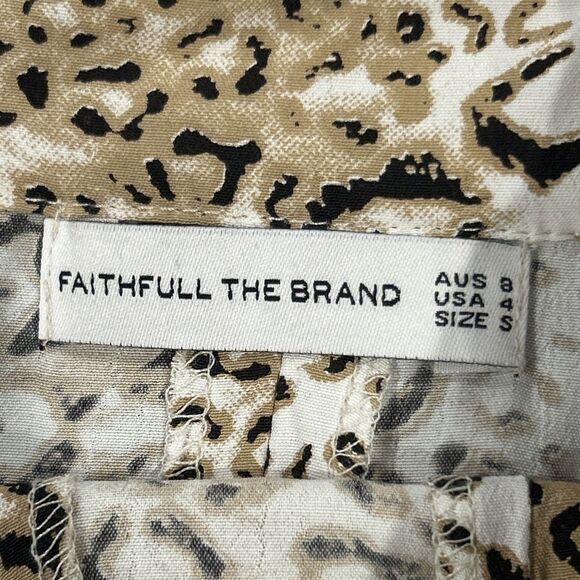 FAITHFULL THE BRAND
AUS 8
USA 4
SIZE S